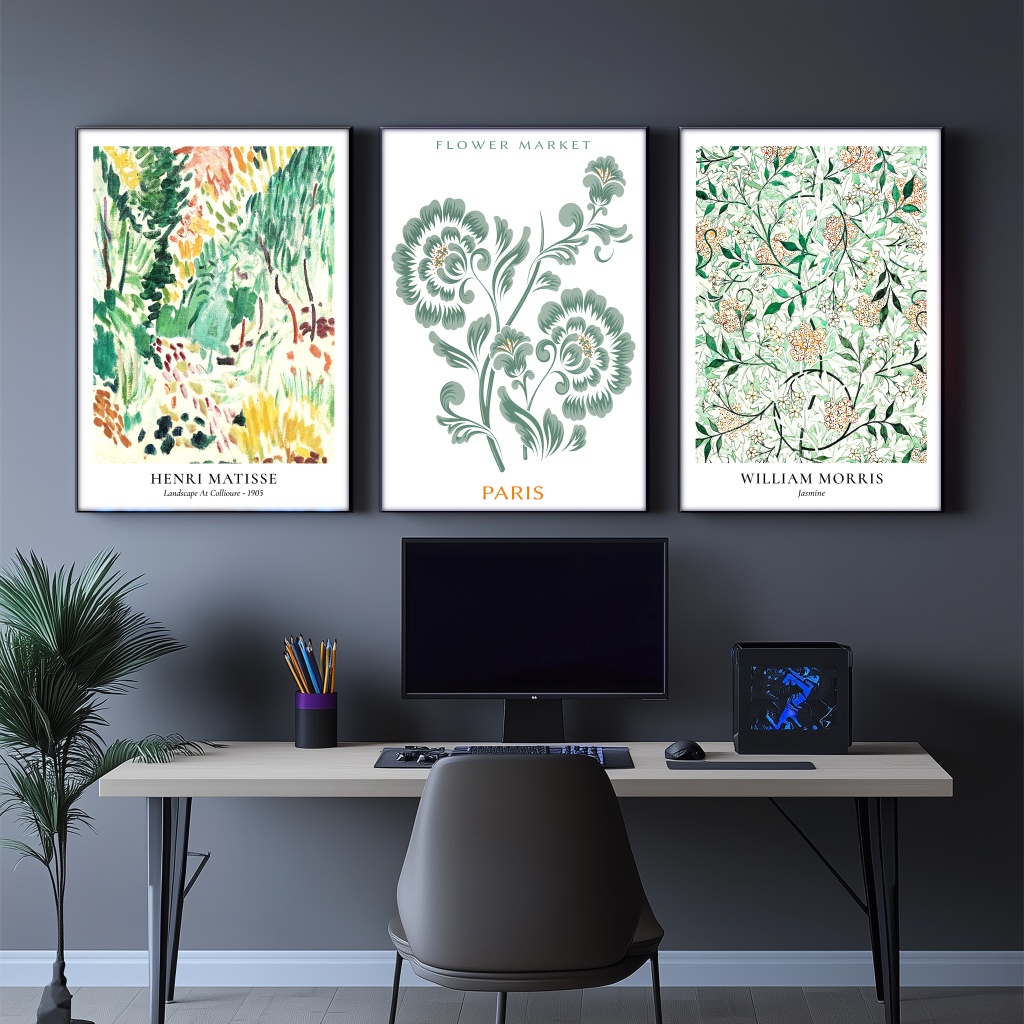 HENRI MATISSE
Landscape At Collioure - 1905
FLOWER MARKET
PARIS
WILLIAM MORRIS
Jasmine